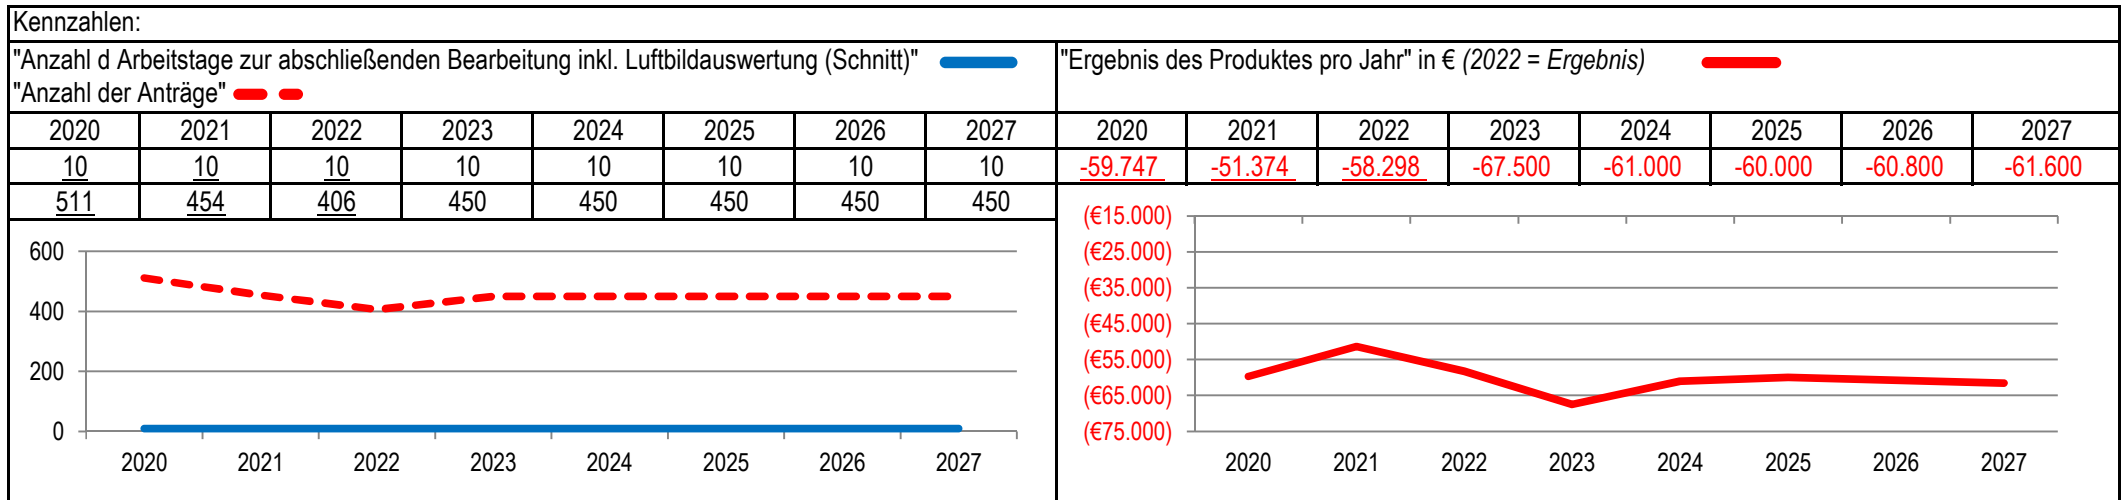 Kennzahlen:
"Anzahl d Arbeitstage zur abschließenden Bearbeitung inkl. Luftbildauswertung (Schnitt)"
"Anzahl der Anträge"
2020 2021 2022 2023 2024 2025 2026 2027
10 10 10 10 10 10 10 10
511 454 406 450 450 450 450 450
600
400
200
0
2020 2021 2022 2023 2024 2025 2026 2027
"Ergebnis des Produktes pro Jahr" in € (2022 = Ergebnis)
2020 2021 2022 2023 2024 2025 2026 2027
-59.747 -51.374 -58.298 -67.500 -61.000 -60.000 -60.800 -61.600
(€15.000)
(€25.000)
(€35.000)
(€45.000)
(€55.000)
(€65.000)
(€75.000)
2020 2021 2022 2023 2024 2025 2026 2027